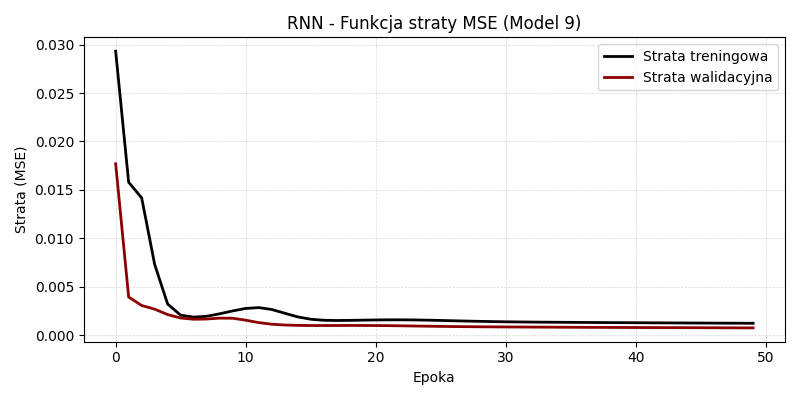 RNN - Funkcja straty MSE (Model 9)
Strata treningowa
Strata walidacyjna
Strata (MSE)
0.030
0.025
0.020
0.015
0.010
0.005
0.000
0 10 20 30 40 50
Epoka